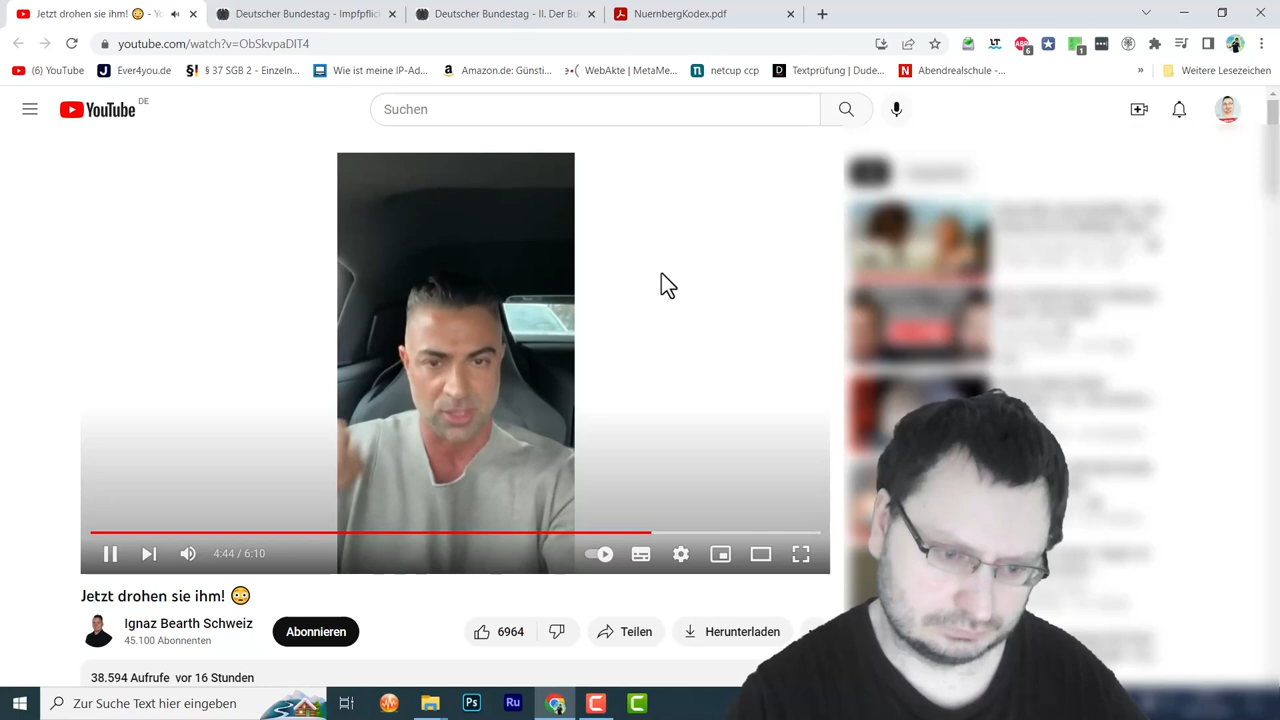 Jetzt drohen sie ihm! 😳 - Yo
Deutscher Bundestag - Impfpflic
Deutscher Bundestag - II. Der Bu
NuernbergKodex.pdf
youtube.com/watch?v=ObSkvpaDIT4
(6) YouTube
Ever4you.de
§ 37 SGB 2 - Einzeln...
Wie ist meine IP-Ad...
Amazon.de: Günsti...
WebAkte | MetaMe...
netcup ccp
Textprüfung | Dude...
Abendrealschule -...
»
Weitere Lesezeichen
YouTube DE
Suchen
4:44 / 6:10
Jetzt drohen sie ihm! 😳
Ignaz Bearth Schweiz
45.100 Abonnenten
Abonnieren
6964
Teilen
Herunterladen
38.594 Aufrufe vor 16 Stunden
Zur Suche Text hier eingeben